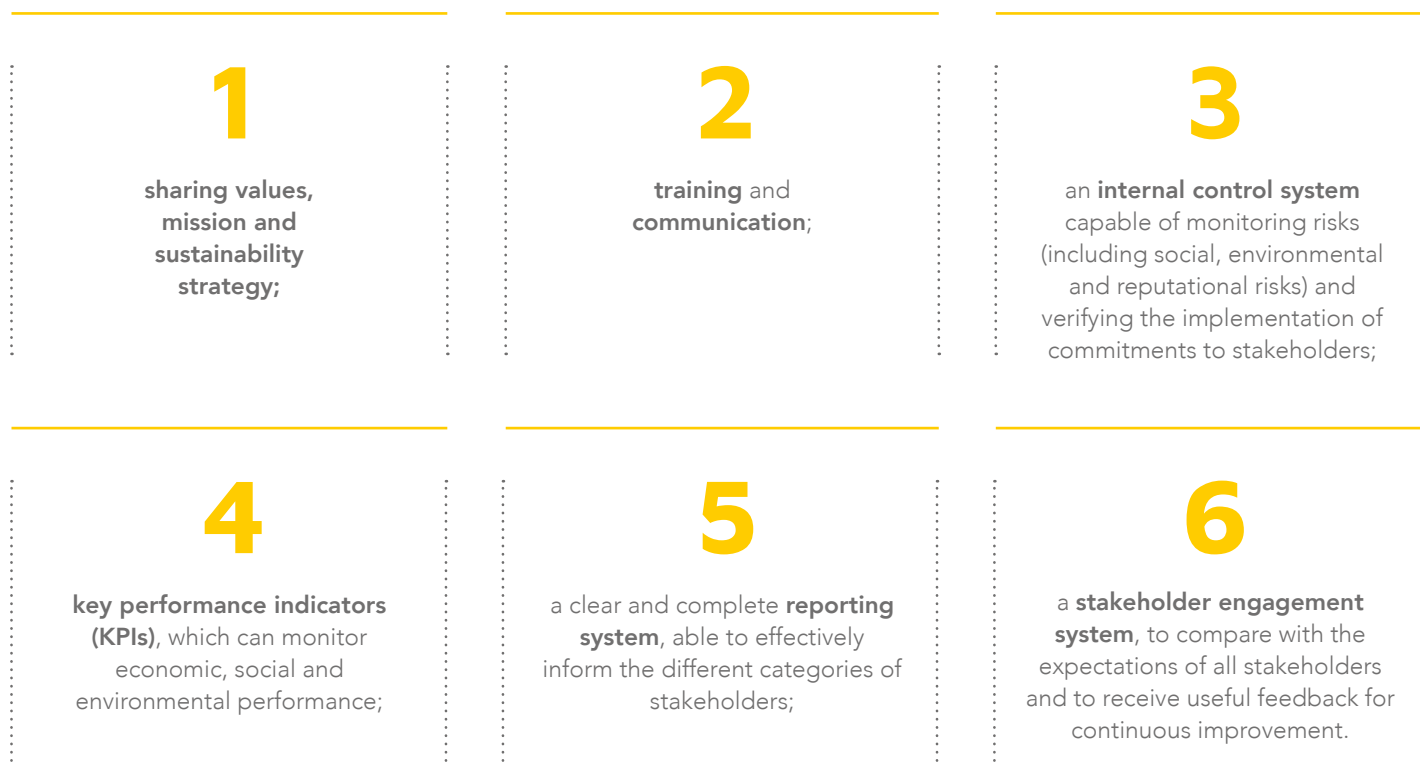 1
sharing values,
mission and
sustainability
strategy;
2
training and
communication;
3
an internal control system
capable of monitoring risks
(including social, environmental
and reputational risks) and
verifying the implementation of
commitments to stakeholders;
4
key performance indicators
(KPIs), which can monitor
economic, social and
environmental performance;
5
a clear and complete reporting
system, able to effectively
inform the different categories of
stakeholders;
6
a stakeholder engagement
system, to compare with the
expectations of all stakeholders
and to receive useful feedback for
continuous improvement.